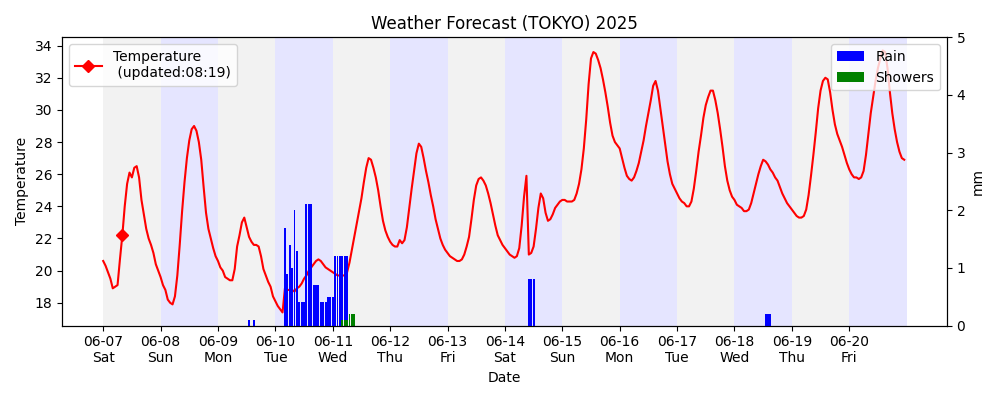 Weather Forecast (TOKYO) 2025
Temperature
(updated:08:19)
Rain
Showers
34
32
30
28
26
24
22
20
18
Temperature
5
4
3
2
1
0
mm
06-07 06-08 06-09 06-10 06-11 06-12 06-13 06-14 06-15 06-16 06-17 06-18 06-19 06-20
Sat Sun Mon Tue Wed Thu Fri Sat Sun Mon Tue Wed Thu Fri
Date